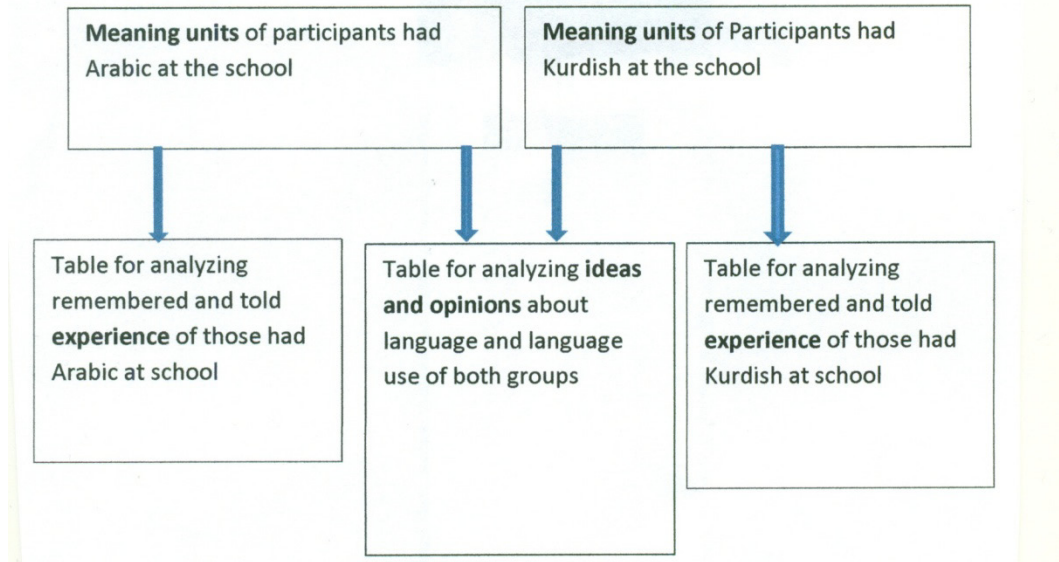 Meaning units of participants had
Arabic at the school
Meaning units of Participants had
Kurdish at the school
Table for analyzing
remembered and told
experience of those had
Arabic at school
Table for analyzing ideas
and opinions about
language and language
use of both groups
Table for analyzing
remembered and told
experience of those had
Kurdish at school